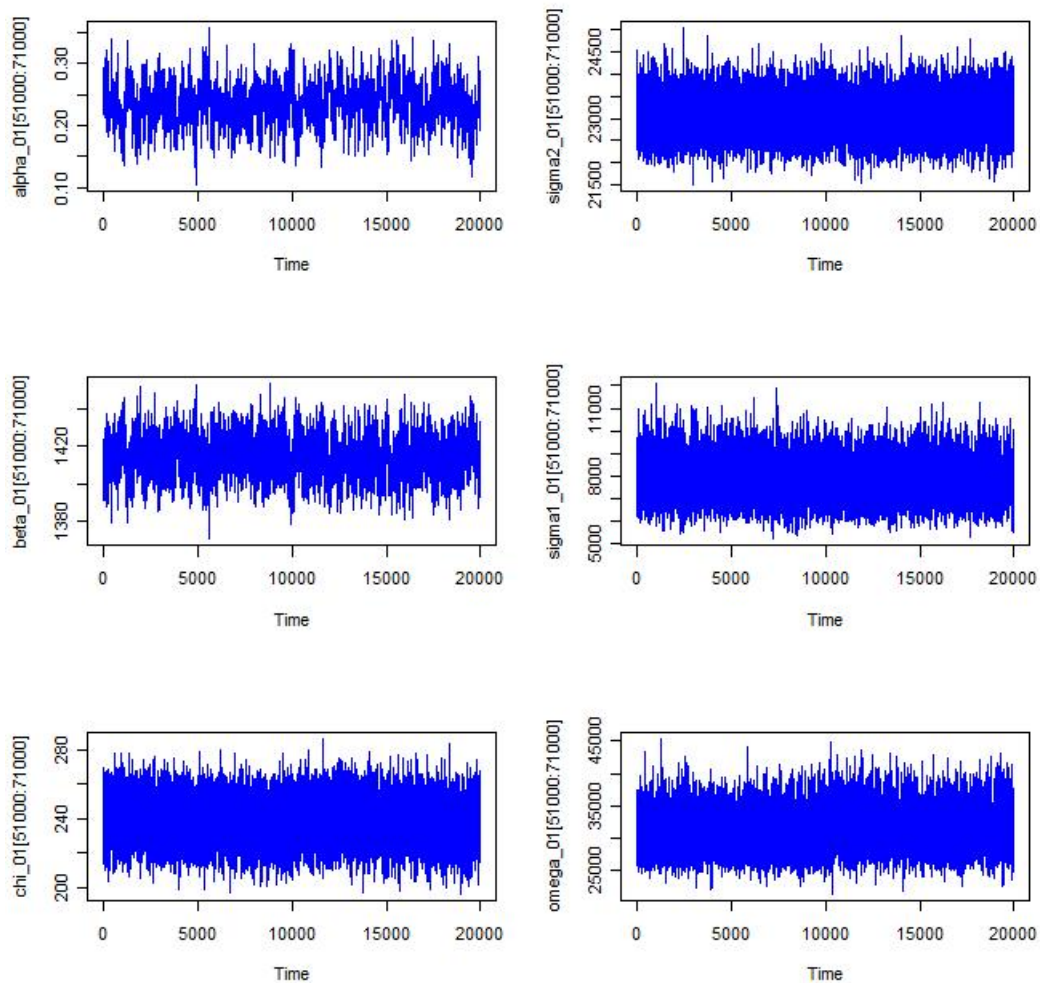 alpha_01[51000:71000]
0.10 0.20 0.30
0 5000 10000 15000 20000
Time
sigma2_01[51000:71000]
21500 23000 24500
0 5000 10000 15000 20000
Time
beta_01[51000:71000]
1380 1420
0 5000 10000 15000 20000
Time
sigma1_01[51000:71000]
5000 8000 11000
0 5000 10000 15000 20000
Time
chi_01[51000:71000]
200 240 280
0 5000 10000 15000 20000
Time
omega_01[51000:71000]
25000 35000 45000
0 5000 10000 15000 20000
Time